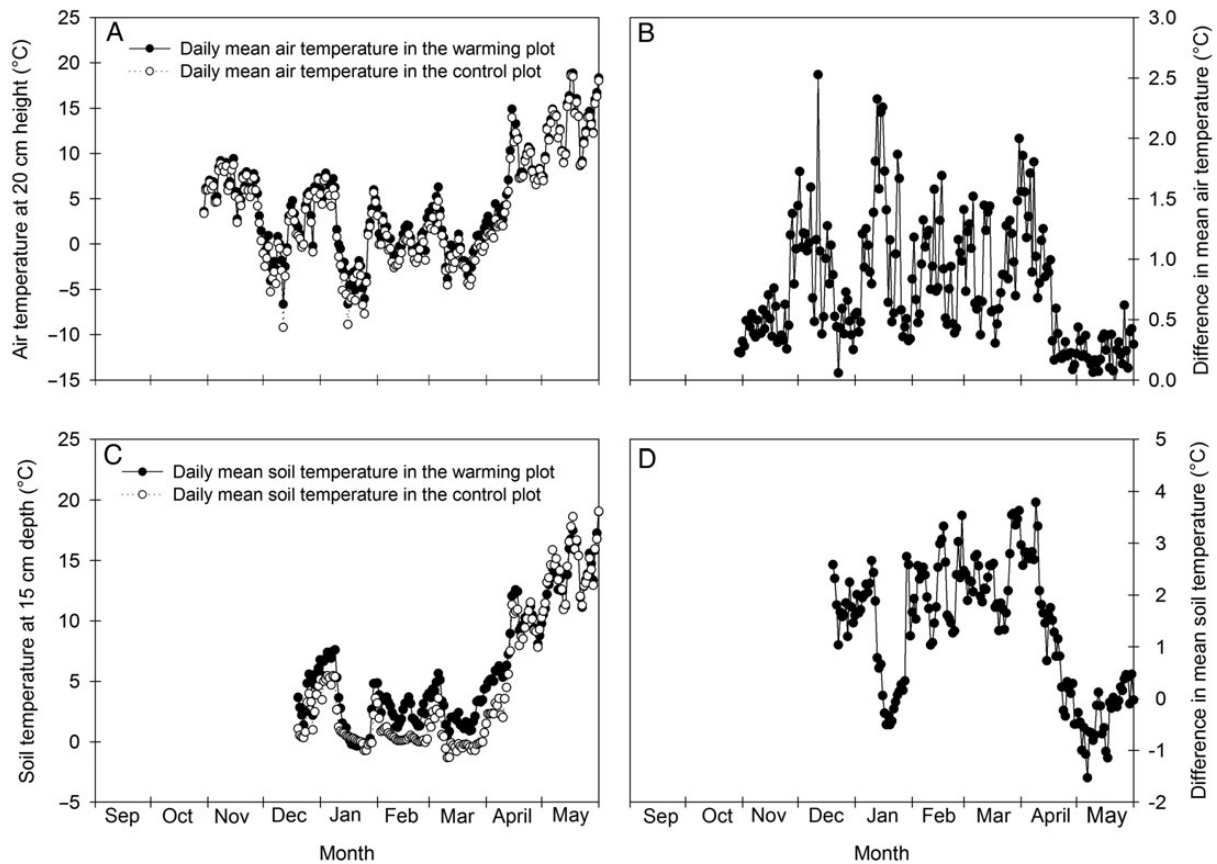 A
Daily mean air temperature in the warming plot
Daily mean air temperature in the control plot
Air temperature at 20 cm height (°C)
25
20
15
10
5
0
−5
−10
−15
B
3.0
2.5
2.0
1.5
1.0
0.5
0.0
Difference in mean air temperature (°C)
C
Daily mean soil temperature in the warming plot
Daily mean soil temperature in the control plot
Soil temperature at 15 cm depth (°C)
25
20
15
10
5
0
−5
Sep Oct Nov Dec Jan Feb Mar April May
Month
D
5
4
3
2
1
0
-1
-2
Difference in mean soil temperature (°C)
Sep Oct Nov Dec Jan Feb Mar April May
Month